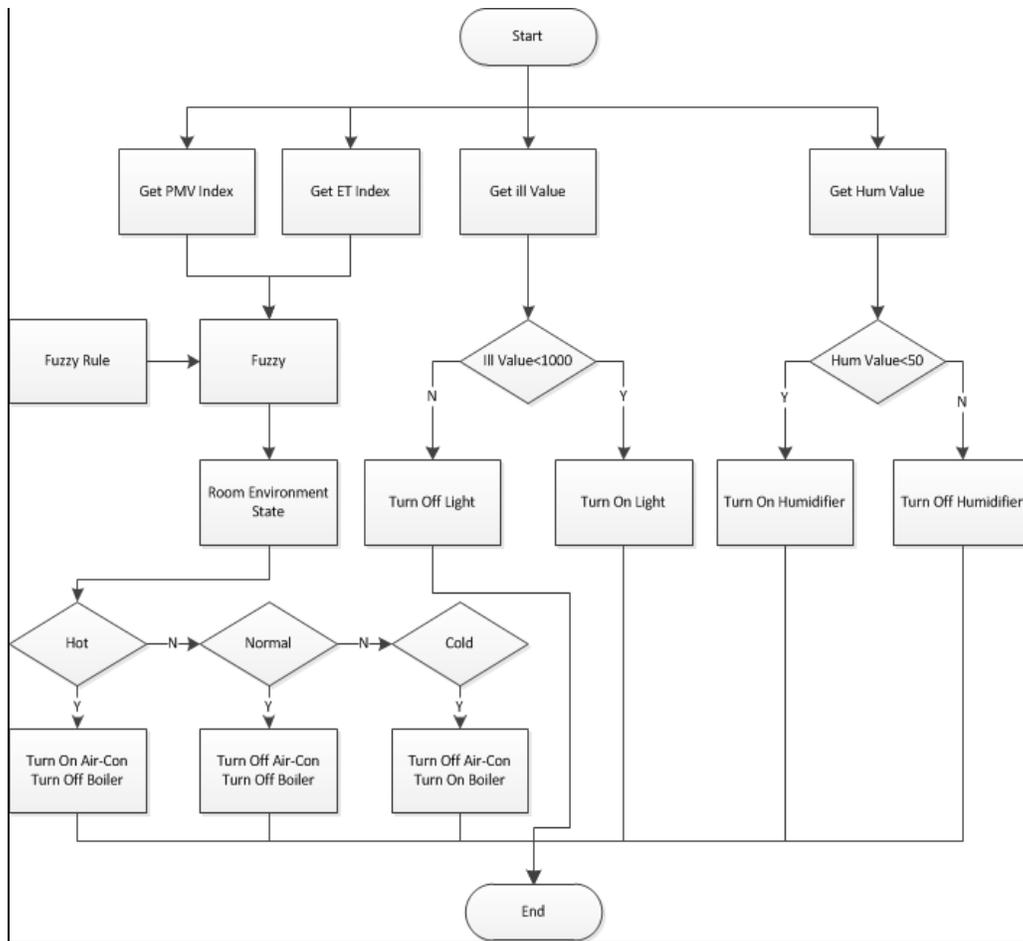 Start
Get PMV Index
Get ET Index
Get ill Value
Get Hum Value
Fuzzy Rule
Fuzzy
Ill Value<1000
Hum Value<50
N
Y
Y
N
Room Environment
State
Turn Off Light
Turn On Light
Turn On Humidifier
Turn Off Humidifier
Hot
N
Normal
N
Cold
Y
Y
Y
Turn On Air-Con
Turn Off Boiler
Turn Off Air-Con
Turn Off Boiler
Turn Off Air-Con
Turn On Boiler
End